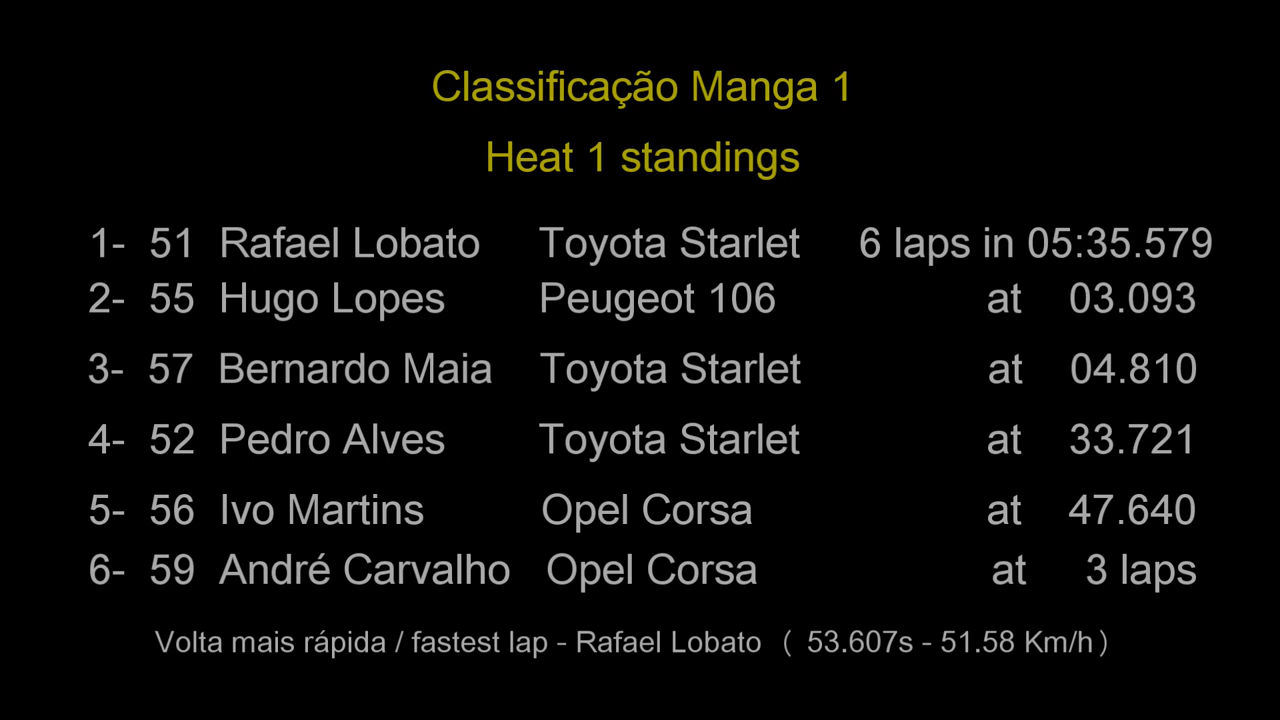 Classificação Manga 1
Heat 1 standings
1- 51 Rafael Lobato Toyota Starlet 6 laps in 05:35.579
2- 55 Hugo Lopes Peugeot 106 at 03.093
3- 57 Bernardo Maia Toyota Starlet at 04.810
4- 52 Pedro Alves Toyota Starlet at 33.721
5- 56 Ivo Martins Opel Corsa at 47.640
6- 59 André Carvalho Opel Corsa at 3 laps
Volta mais rápida / fastest lap - Rafael Lobato ( 53.607s - 51.58 Km/h )